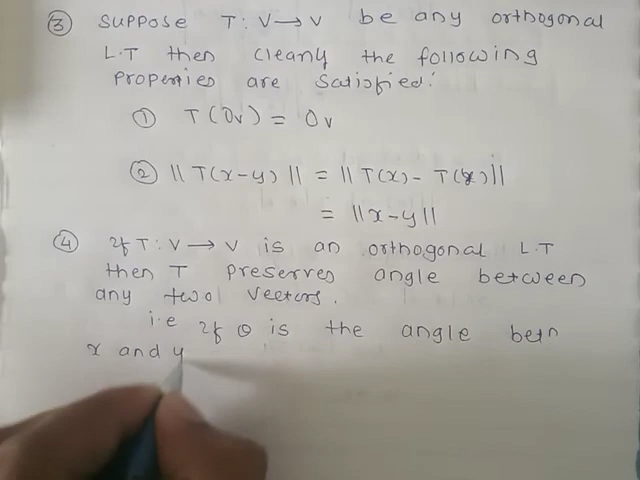 ③ Suppose T: V→V be any orthogonal
L.T then clearly the following
properties are satisfied:
① T(0v) = 0v
② ||T(x-y)|| = ||T(x) - T(y)||
= ||x-y||
④ If T: V→V is an orthogonal L.T
then T preserves angle between
any two vectors.
i.e If θ is the angle betn
x and y